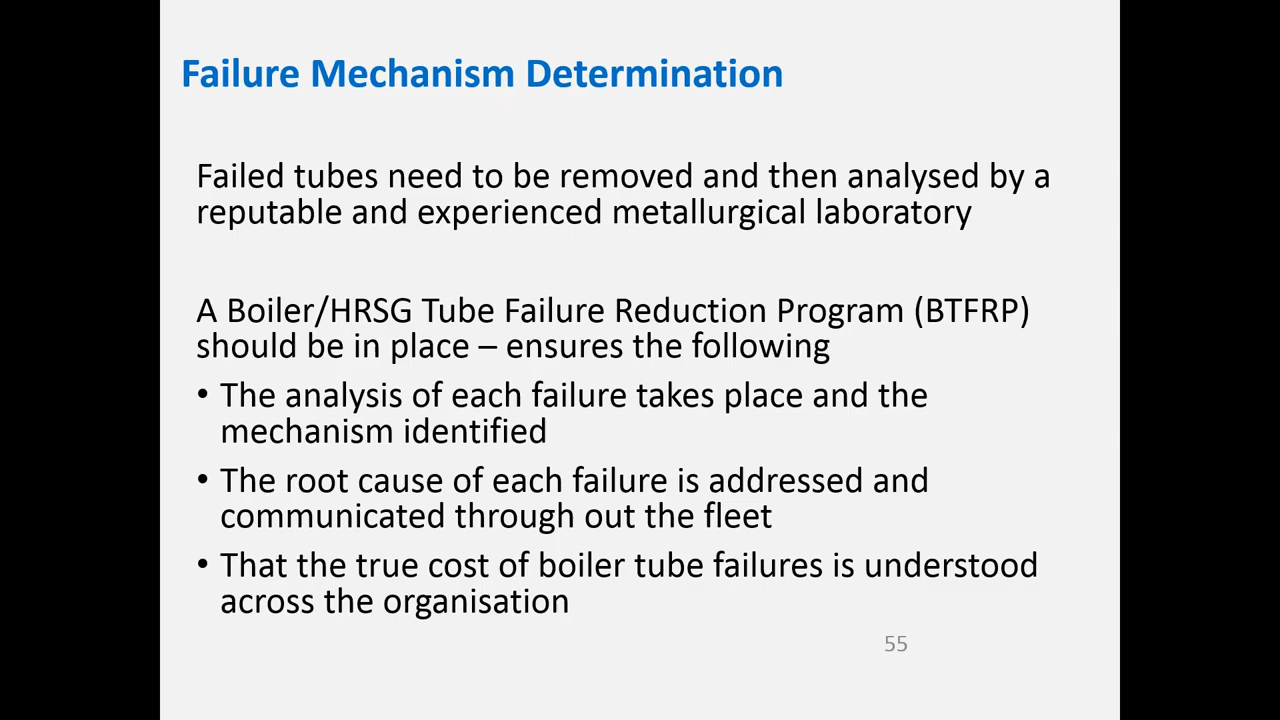 Failure Mechanism Determination
Failed tubes need to be removed and then analysed by a
reputable and experienced metallurgical laboratory
A Boiler/HRSG Tube Failure Reduction Program (BTFRP)
should be in place – ensures the following
• The analysis of each failure takes place and the
mechanism identified
• The root cause of each failure is addressed and
communicated through out the fleet
• That the true cost of boiler tube failures is understood
across the organisation
55